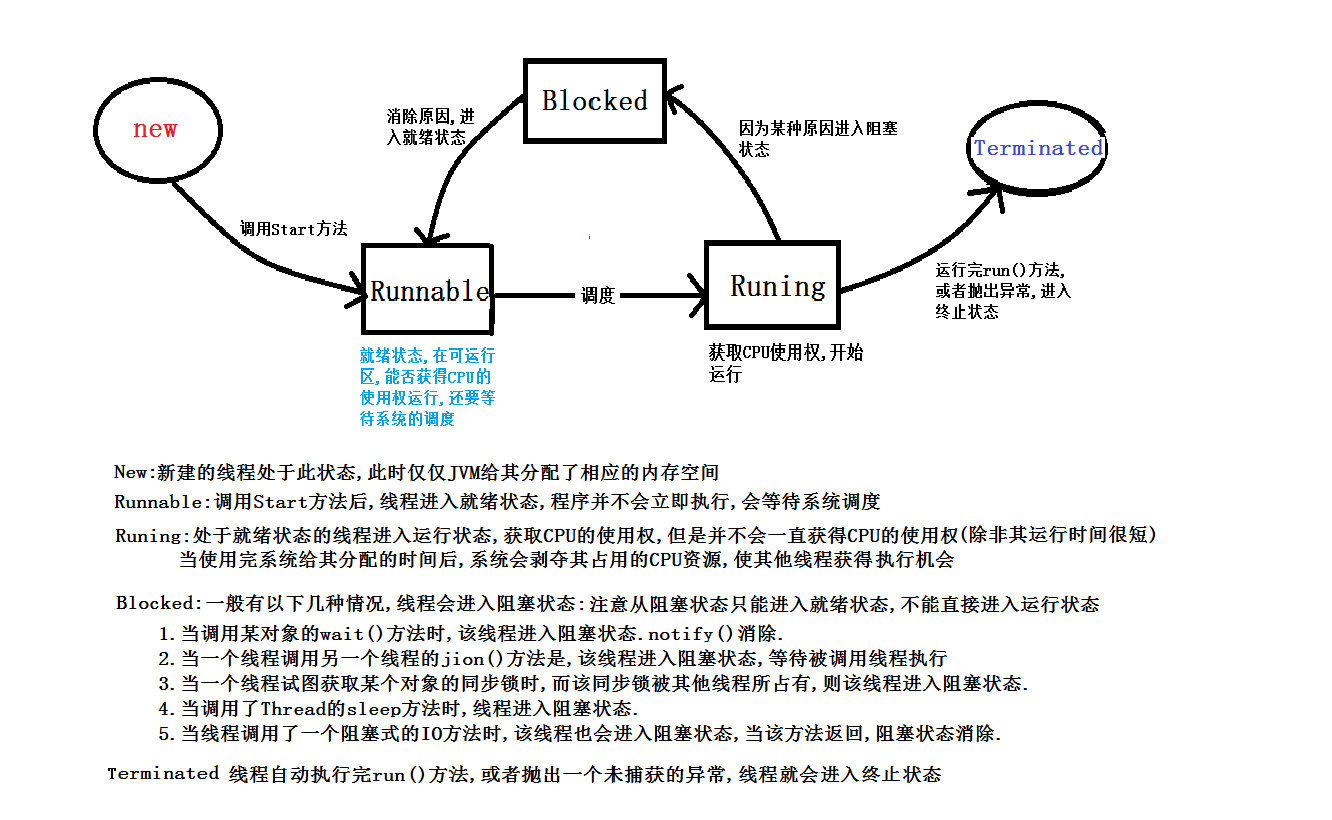 new
Blocked
Terminated
消除原因,进
入就绪状态
因为某种原因进入阻塞
状态
调用Start方法
Runnable
调度
Runing
运行完run()方法,
或者抛出异常,进入
终止状态
就绪状态,在可运行
区,能否获得CPU的
使用权运行,还要等
待系统的调度
获取CPU使用权,开始
运行
New:新建的线程处于此状态,此时仅仅JVM给其分配了相应的内存空间
Runnable:调用Start方法后,线程进入就绪状态,程序并不会立即执行,会等待系统调度
Runing:处于就绪状态的线程进入运行状态,获取CPU的使用权,但是并不会一直获得CPU的使用权(除非其运行时间很短)
当使用完系统给其分配的时间后,系统会剥夺其占用的CPU资源,使其他线程获得执行机会
Blocked:一般有以下几种情况,线程会进入阻塞状态:注意从阻塞状态只能进入就绪状态,不能直接进入运行状态
1.当调用某对象的wait()方法时,该线程进入阻塞状态.notify()消除.
2.当一个线程调用另一个线程的jion()方法是,该线程进入阻塞状态,等待被调用线程执行
3.当一个线程试图获取某个对象的同步锁时,而该同步锁被其他线程所占有,则该线程进入阻塞状态.
4.当调用了Thread的sleep方法时,线程进入阻塞状态.
5.当线程调用了一个阻塞式的IO方法时,该线程也会进入阻塞状态,当该方法返回,阻塞状态消除.
Terminated 线程自动执行完run()方法,或者抛出一个未捕获的异常,线程就会进入终止状态